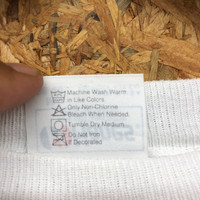 Machine Wash Warm
in Like Colors.
Only Non-Chlorine
Bleach When Needed.
Tumble Dry Medium.
Do Not Iron
If Decorated